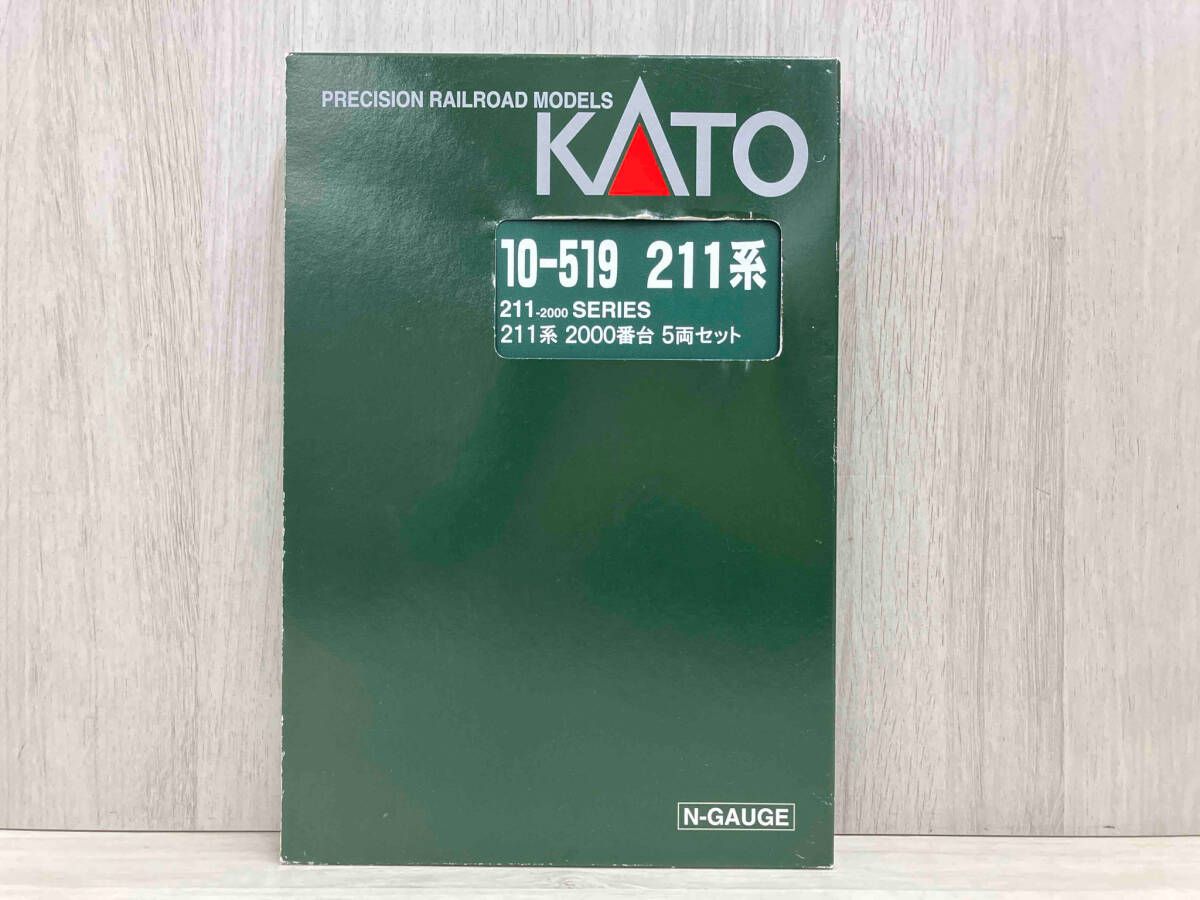 PRECISION RAILROAD MODELS
KATO
10-519 211系
211-2000 SERIES
211系 2000番台 5両セット
N-GAUGE